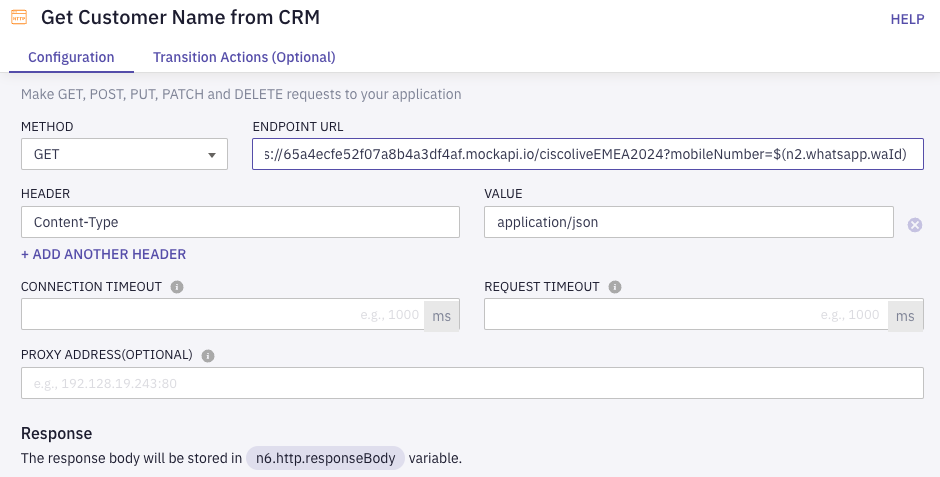 HTTP
Get Customer Name from CRM
HELP
Configuration
Transition Actions (Optional)
Make GET, POST, PUT, PATCH and DELETE requests to your application
METHOD
ENDPOINT URL
GET
s://65a4ecfe52f07a8b4a3df4af.mockapi.io/ciscoliveEMEA2024?mobileNumber=$(n2.whatsapp.waId)
HEADER
VALUE
Content-Type
application/json
+ ADD ANOTHER HEADER
CONNECTION TIMEOUT
REQUEST TIMEOUT
e.g., 1000 ms
e.g., 1000 ms
PROXY ADDRESS(OPTIONAL)
e.g., 192.128.19.243:80
Response
The response body will be stored in n6.http.responseBody variable.